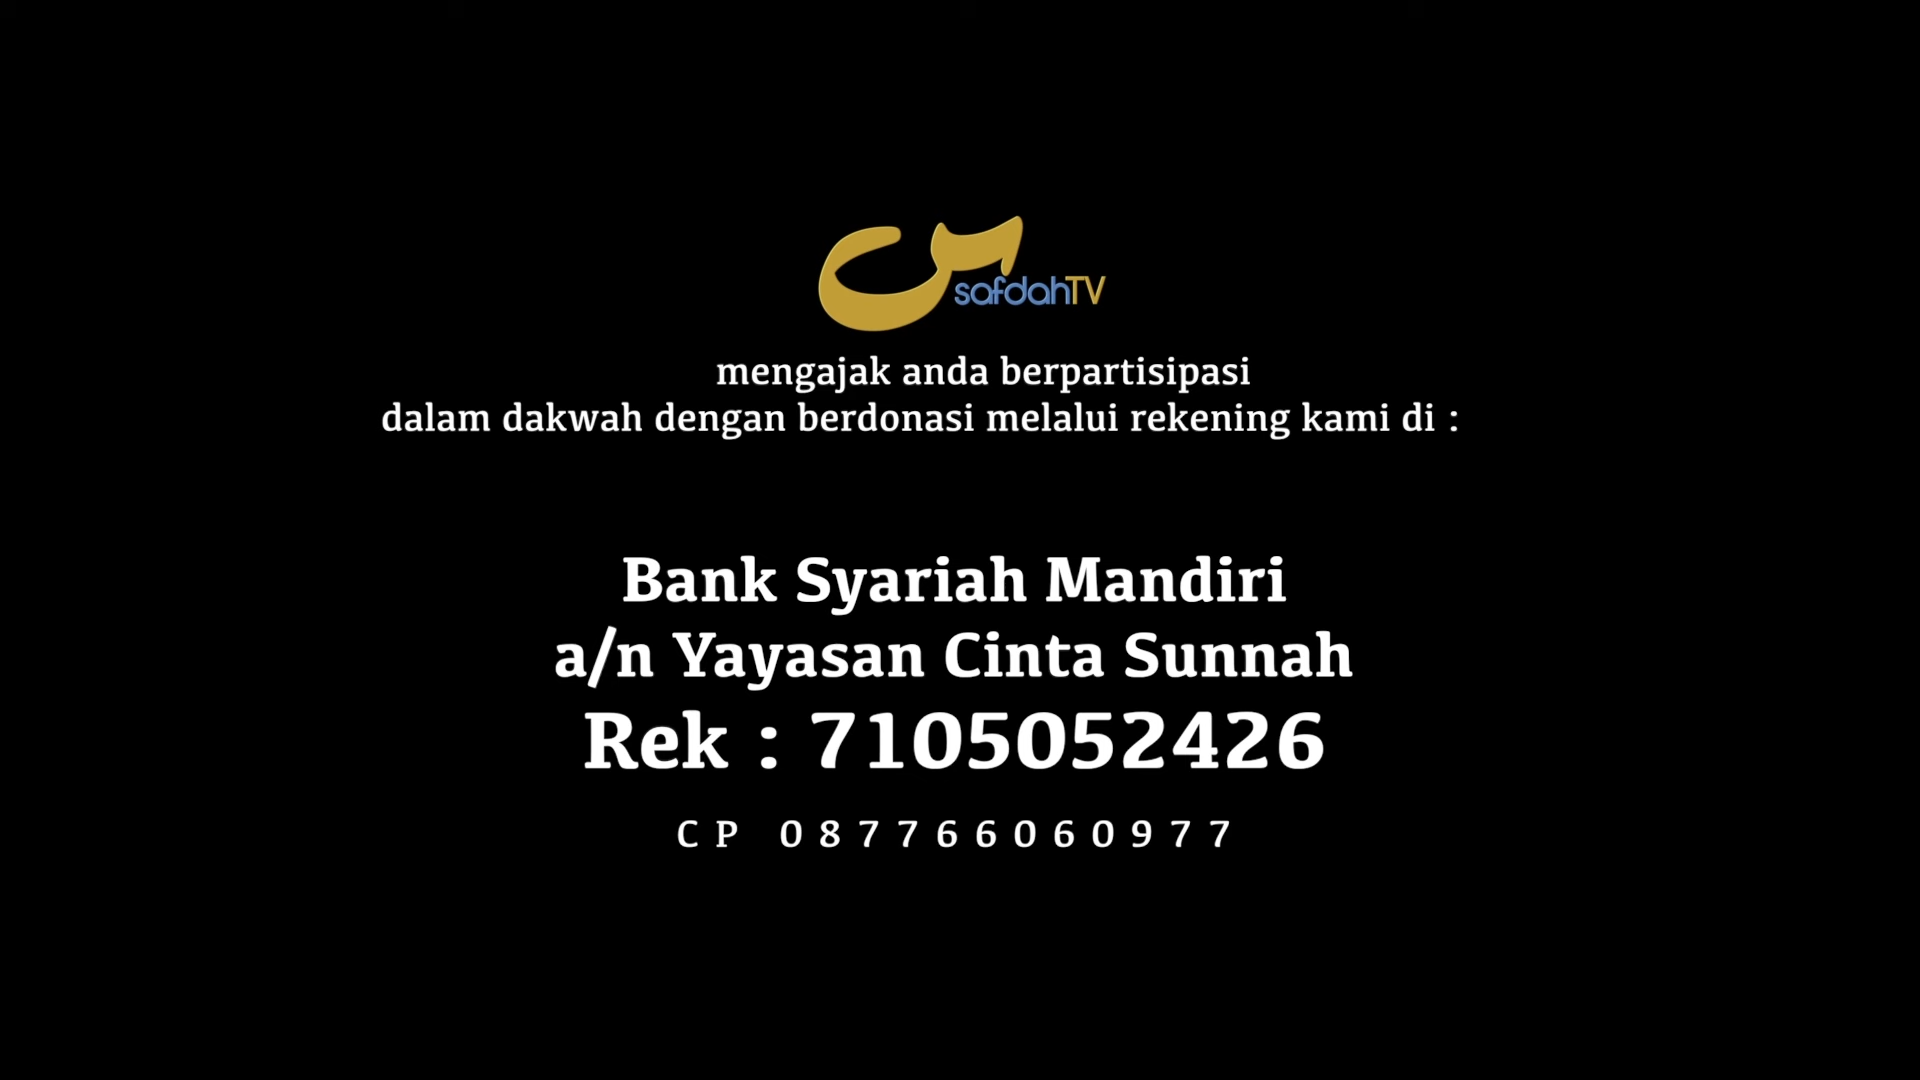 safdahTV
mengajak anda berpartisipasi
dalam dakwah dengan berdonasi melalui rekening kami di :
Bank Syariah Mandiri
a/n Yayasan Cinta Sunnah
Rek : 7105052426
CP 087766060977